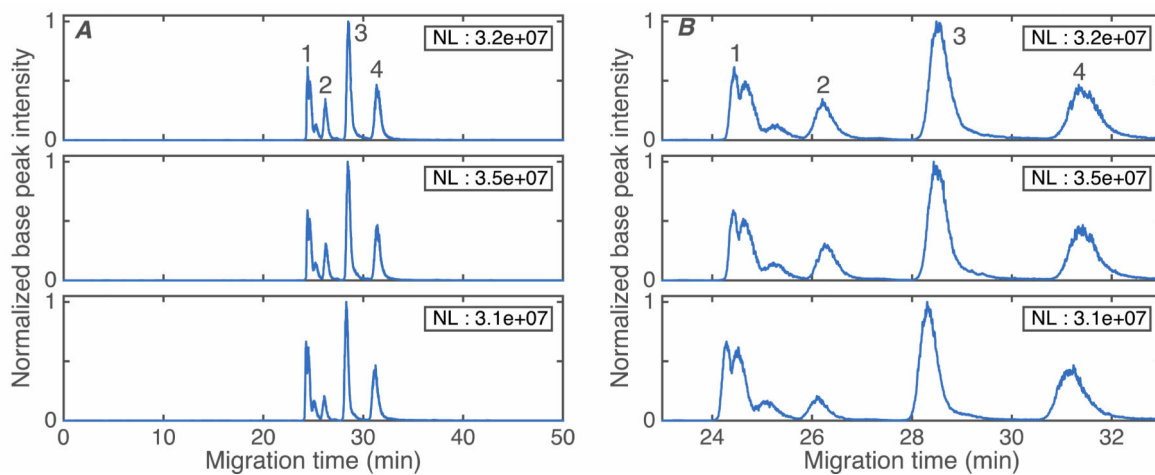 A
NL : 3.2e+07
1
2
3
4
1
0
NL : 3.5e+07
1
0
NL : 3.1e+07
1
0
0 10 20 30 40 50
Normalized base peak intensity
Migration time (min)
B
NL : 3.2e+07
1
2
3
4
1
0
NL : 3.5e+07
1
0
NL : 3.1e+07
1
0
24 26 28 30 32
Normalized base peak intensity
Migration time (min)